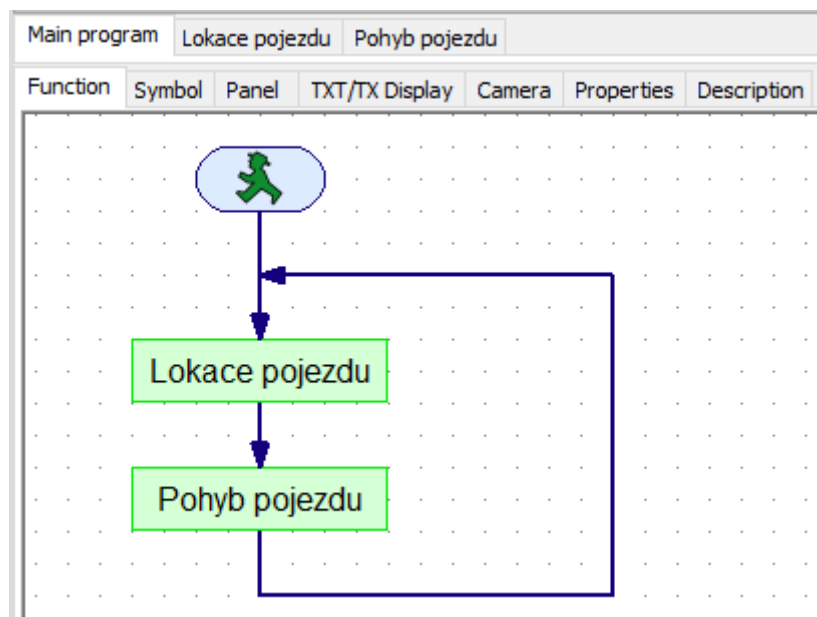 Main program Lokace pojezdu Pohyb pojezdu
Function Symbol Panel TXT/TX Display Camera Properties Description
Lokace pojezdu
Pohyb pojezdu